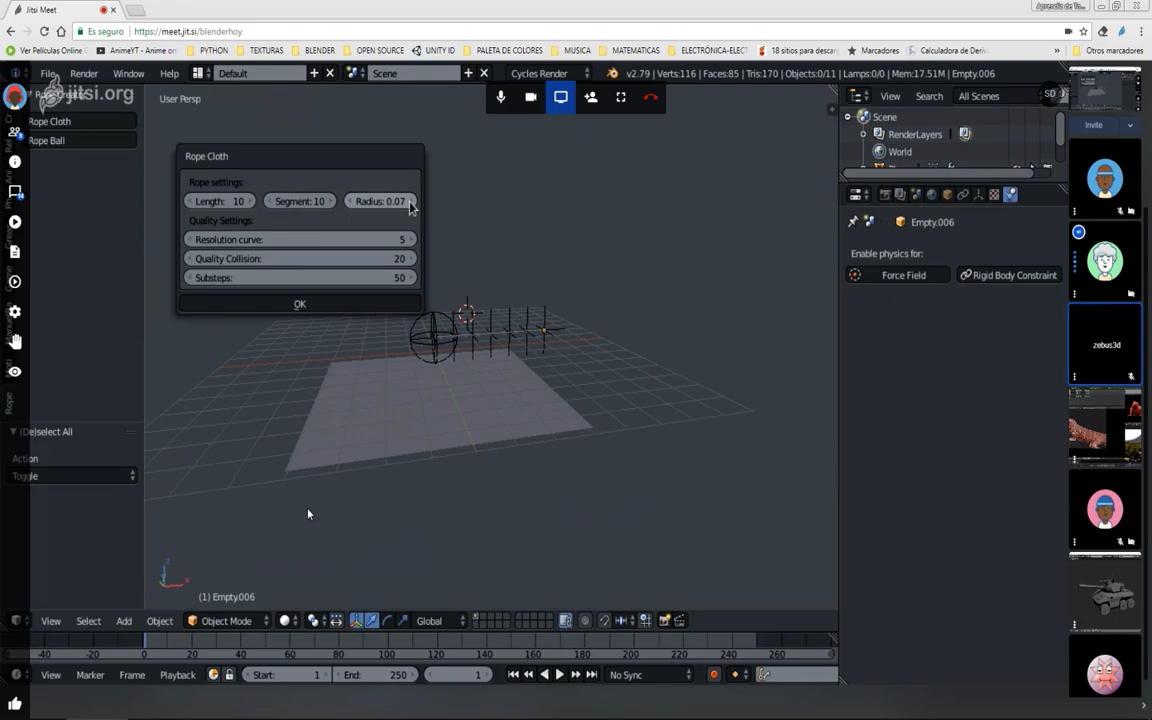 Jitsi Meet
Aprendía de To...
Es seguro | https://meet.jit.si/blenderhoy
Ver Películas Online
AnimeYT - Anime on
PYTHON
TEXTURAS
BLENDER
OPEN SOURCE
UNITY ID
PALETA DE COLORES
MUSICA
MATEMATICAS
ELECTRÓNICA-ELECT
18 sitios para descar
Marcadores
Calculadora de Deriv
Otros marcadores
File Render Window Help
Default
Scene
Cycles Render
v2.79 | Verts:116 | Faces:85 | Tris:170 | Objects:0/11 | Lamps:0/0 | Mem:17.51M | Empty.006
jitsi.org
Rope Cloth
Rope Ball
User Persp
View Search All Scenes
SD
Invite
Scene
RenderLayers
World
Rope Cloth
Rope settings:
Length: 10
Segment: 10
Radius: 0.07
Quality Settings:
Resolution curve: 5
Quality Collision: 20
Substeps: 50
OK
Empty.006
Enable physics for:
Force Field
Rigid Body Constraint
zebus3d
Rope
(De)select All
Action
Toggle
z
x
(1) Empty.006
View Select Add Object
Object Mode
Global
-40 -20 0 20 40 60 80 100 120 140 160 180 200 220 240 260
View Marker Frame Playback
Start: 1
End: 250
1
No Sync